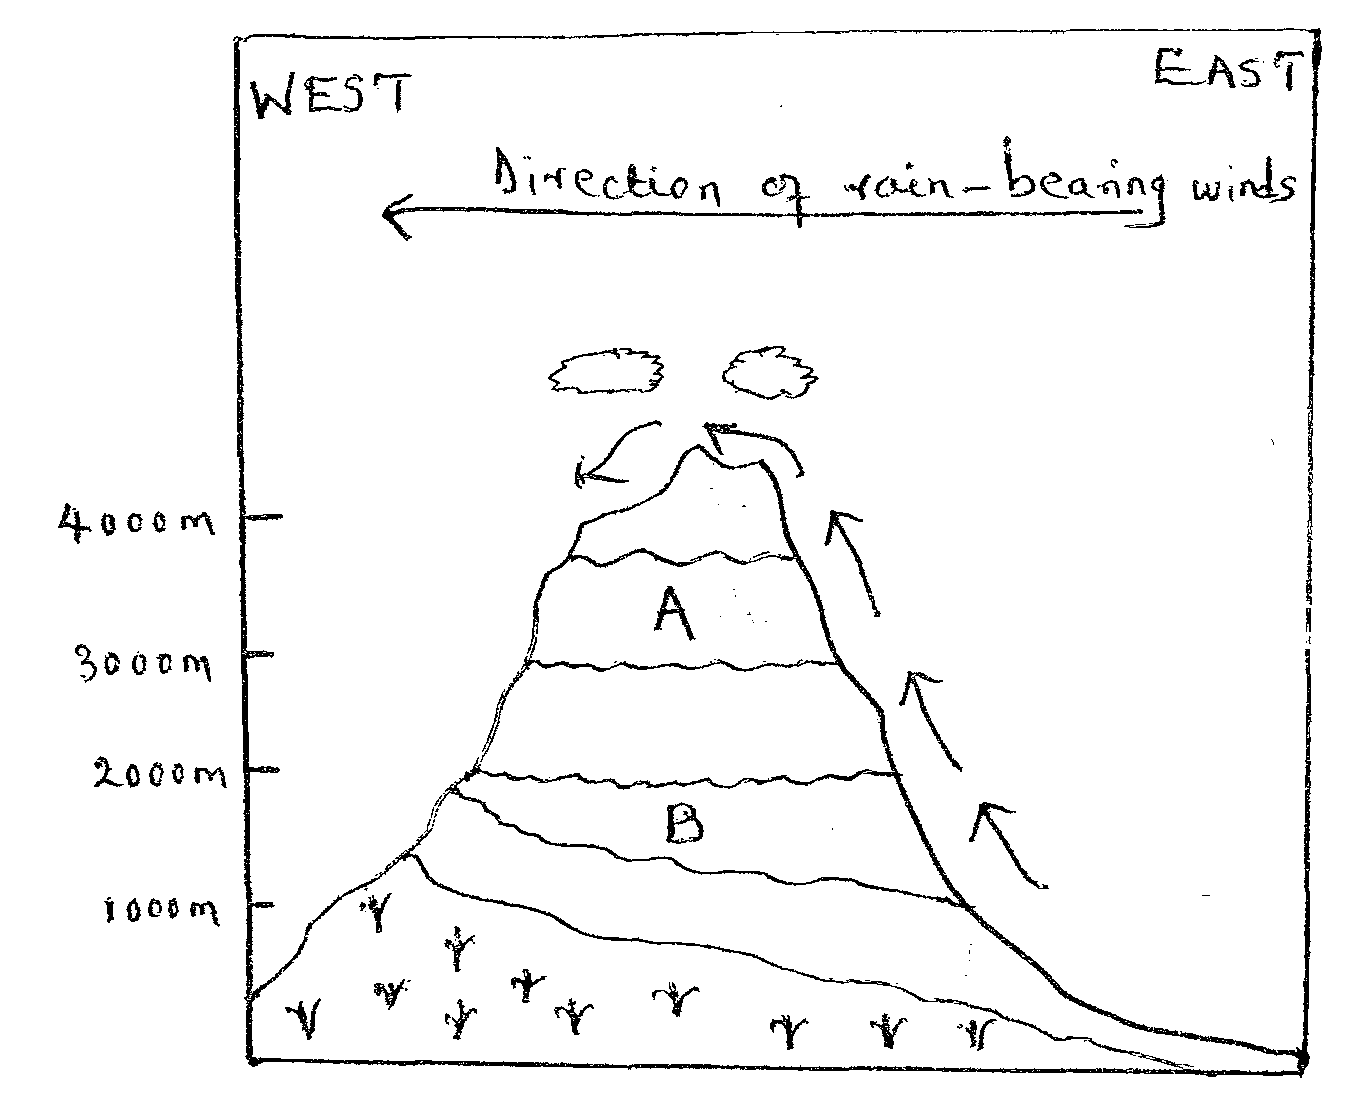 WEST
EAST
Direction of rain-bearing winds
4000m
A
3000m
2000m
B
1000m